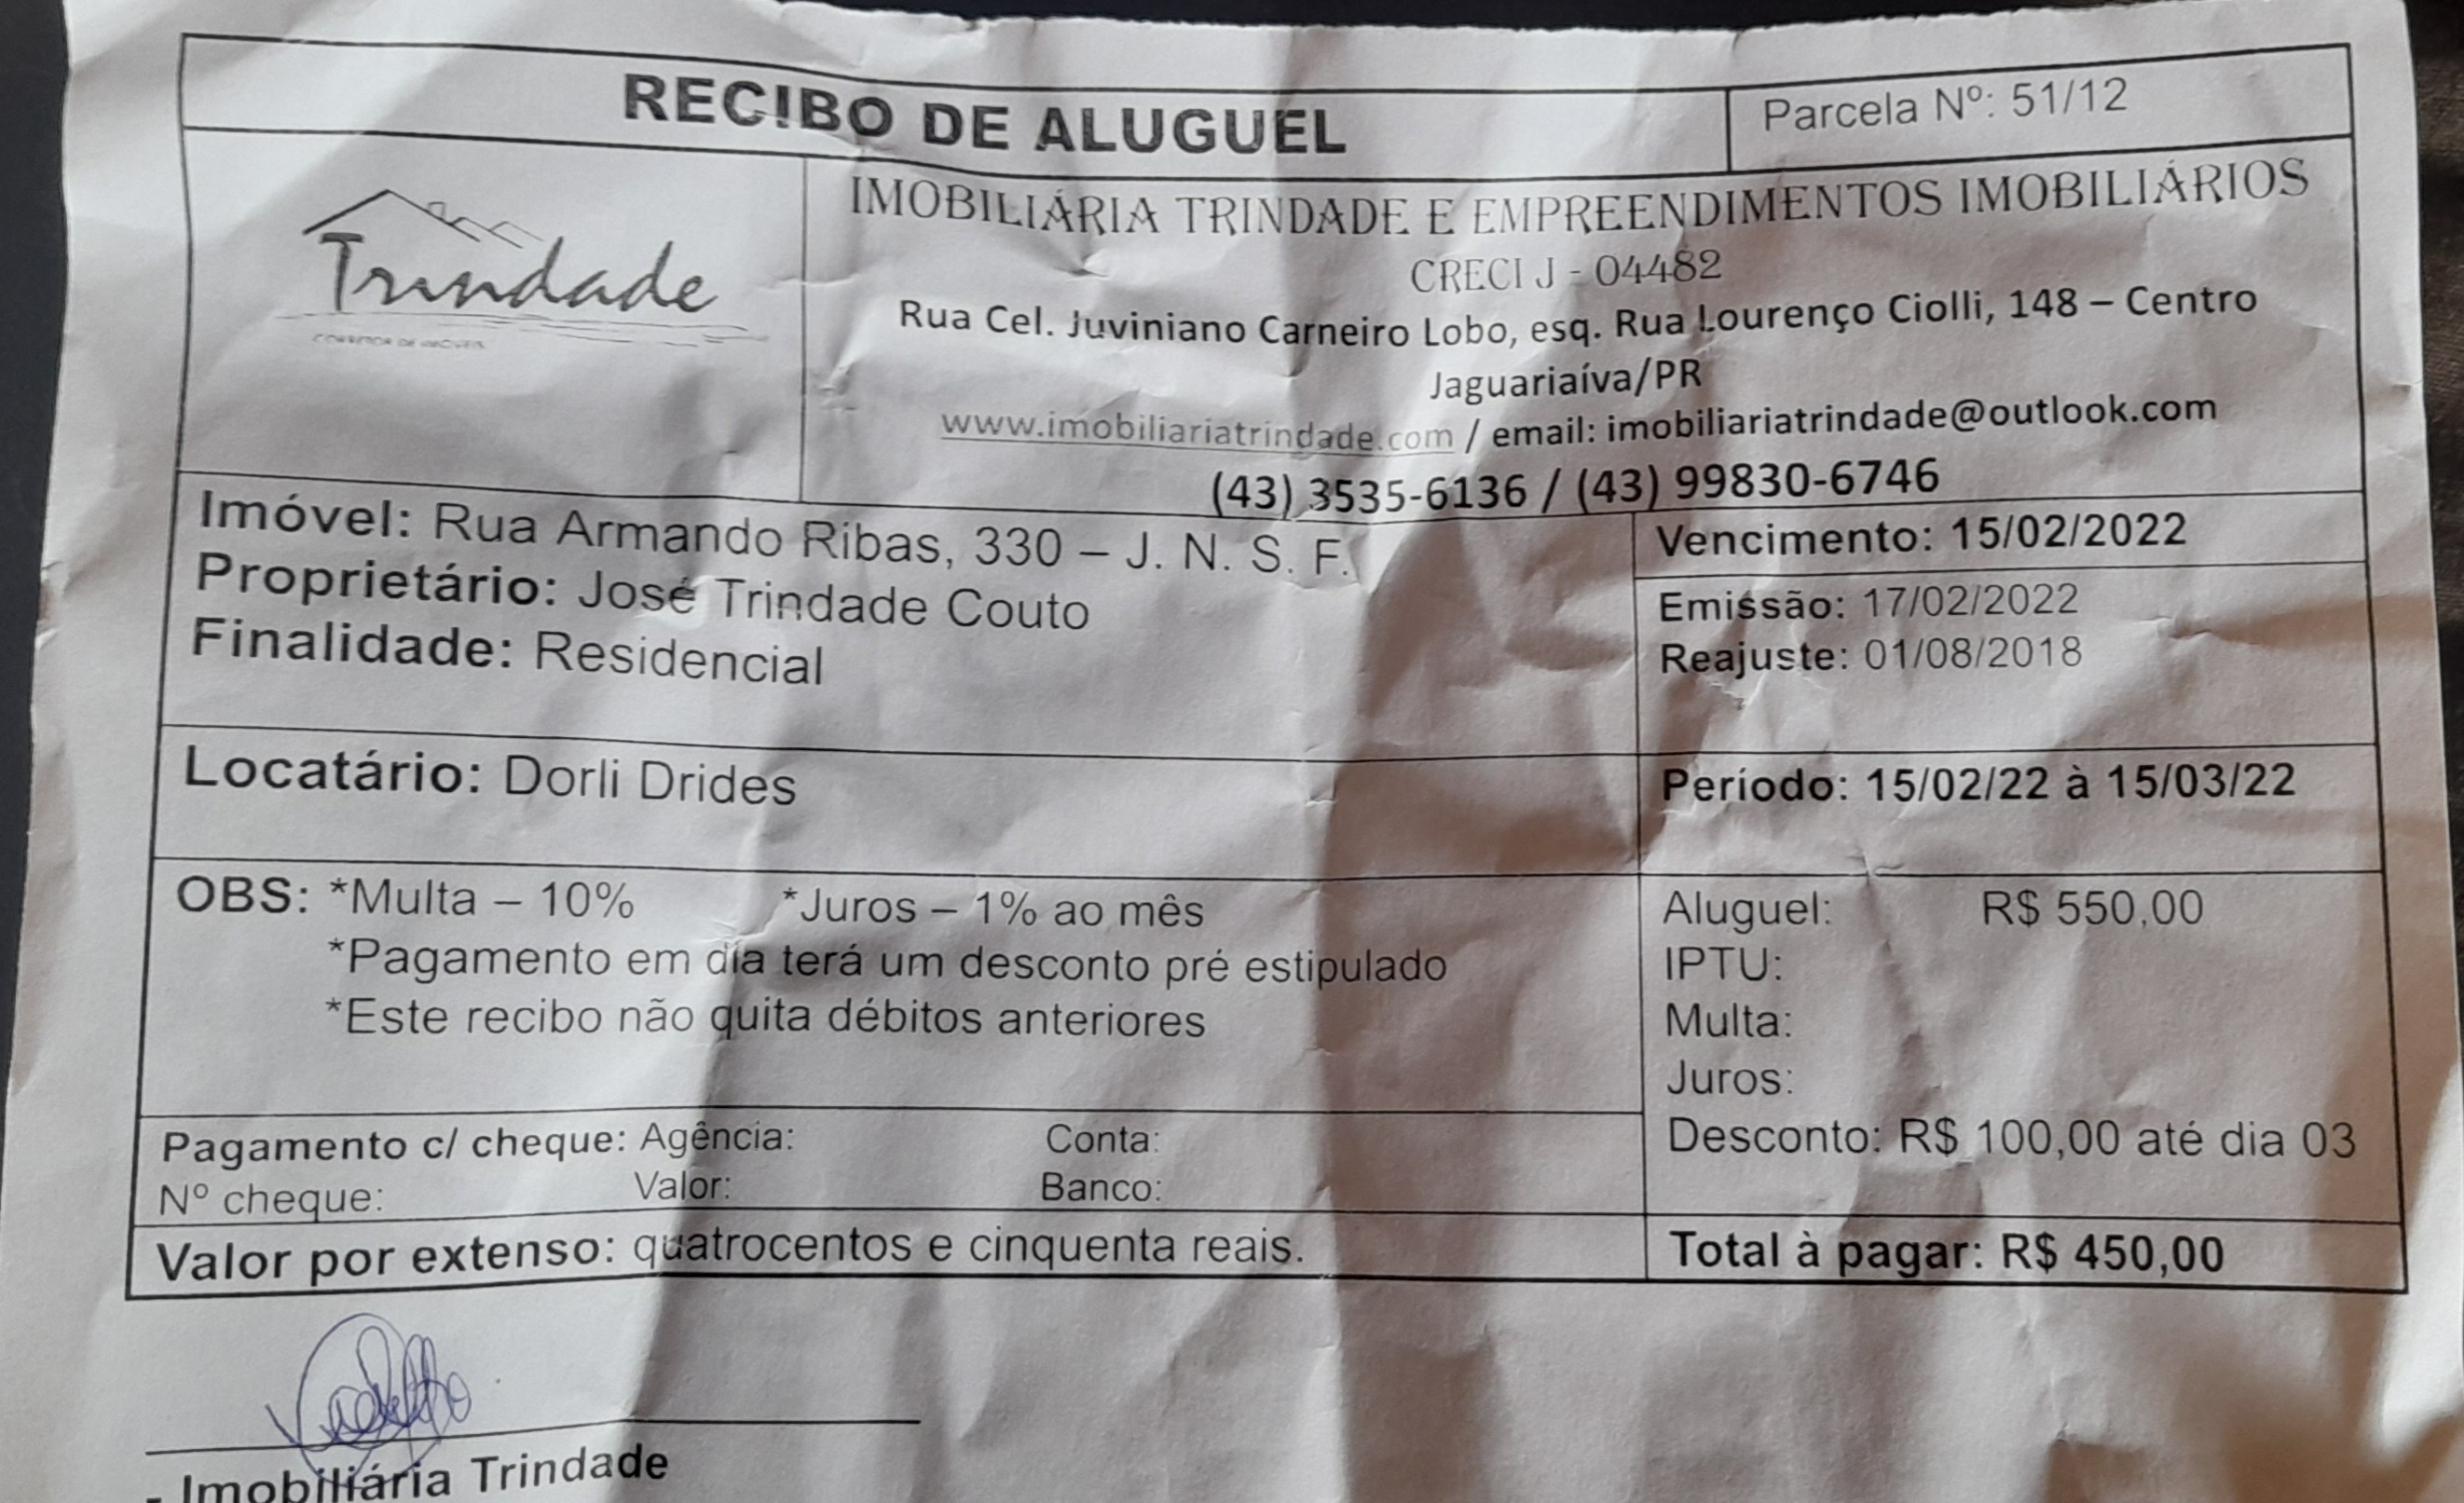 RECIBO DE ALUGUEL
Parcela Nº: 51/12
Trindade
CORRETOR DE IMÓVEIS
IMOBILIÁRIA TRINDADE E EMPREENDIMENTOS IMOBILIÁRIOS
CRECI J - 04482
Rua Cel. Juviniano Carneiro Lobo, esq. Rua Lourenço Ciolli, 148 – Centro
Jaguariaíva/PR
www.imobiliariatrindade.com / email: imobiliariatrindade@outlook.com
(43) 3535-6136 / (43) 99830-6746
Imóvel: Rua Armando Ribas, 330 – J. N. S. F.
Proprietário: José Trindade Couto
Finalidade: Residencial
Vencimento: 15/02/2022
Emissão: 17/02/2022
Reajuste: 01/08/2018
Locatário: Dorli Drides
Período: 15/02/22 à 15/03/22
OBS: *Multa – 10% *Juros – 1% ao mês
*Pagamento em dia terá um desconto pré estipulado
*Este recibo não quita débitos anteriores
Aluguel: R$ 550,00
IPTU:
Multa:
Juros:
Desconto: R$ 100,00 até dia 03
Pagamento c/ cheque: Agência: Conta:
Nº cheque: Valor: Banco:
Valor por extenso: quatrocentos e cinquenta reais.
Total à pagar: R$ 450,00
- Imobiliária Trindade